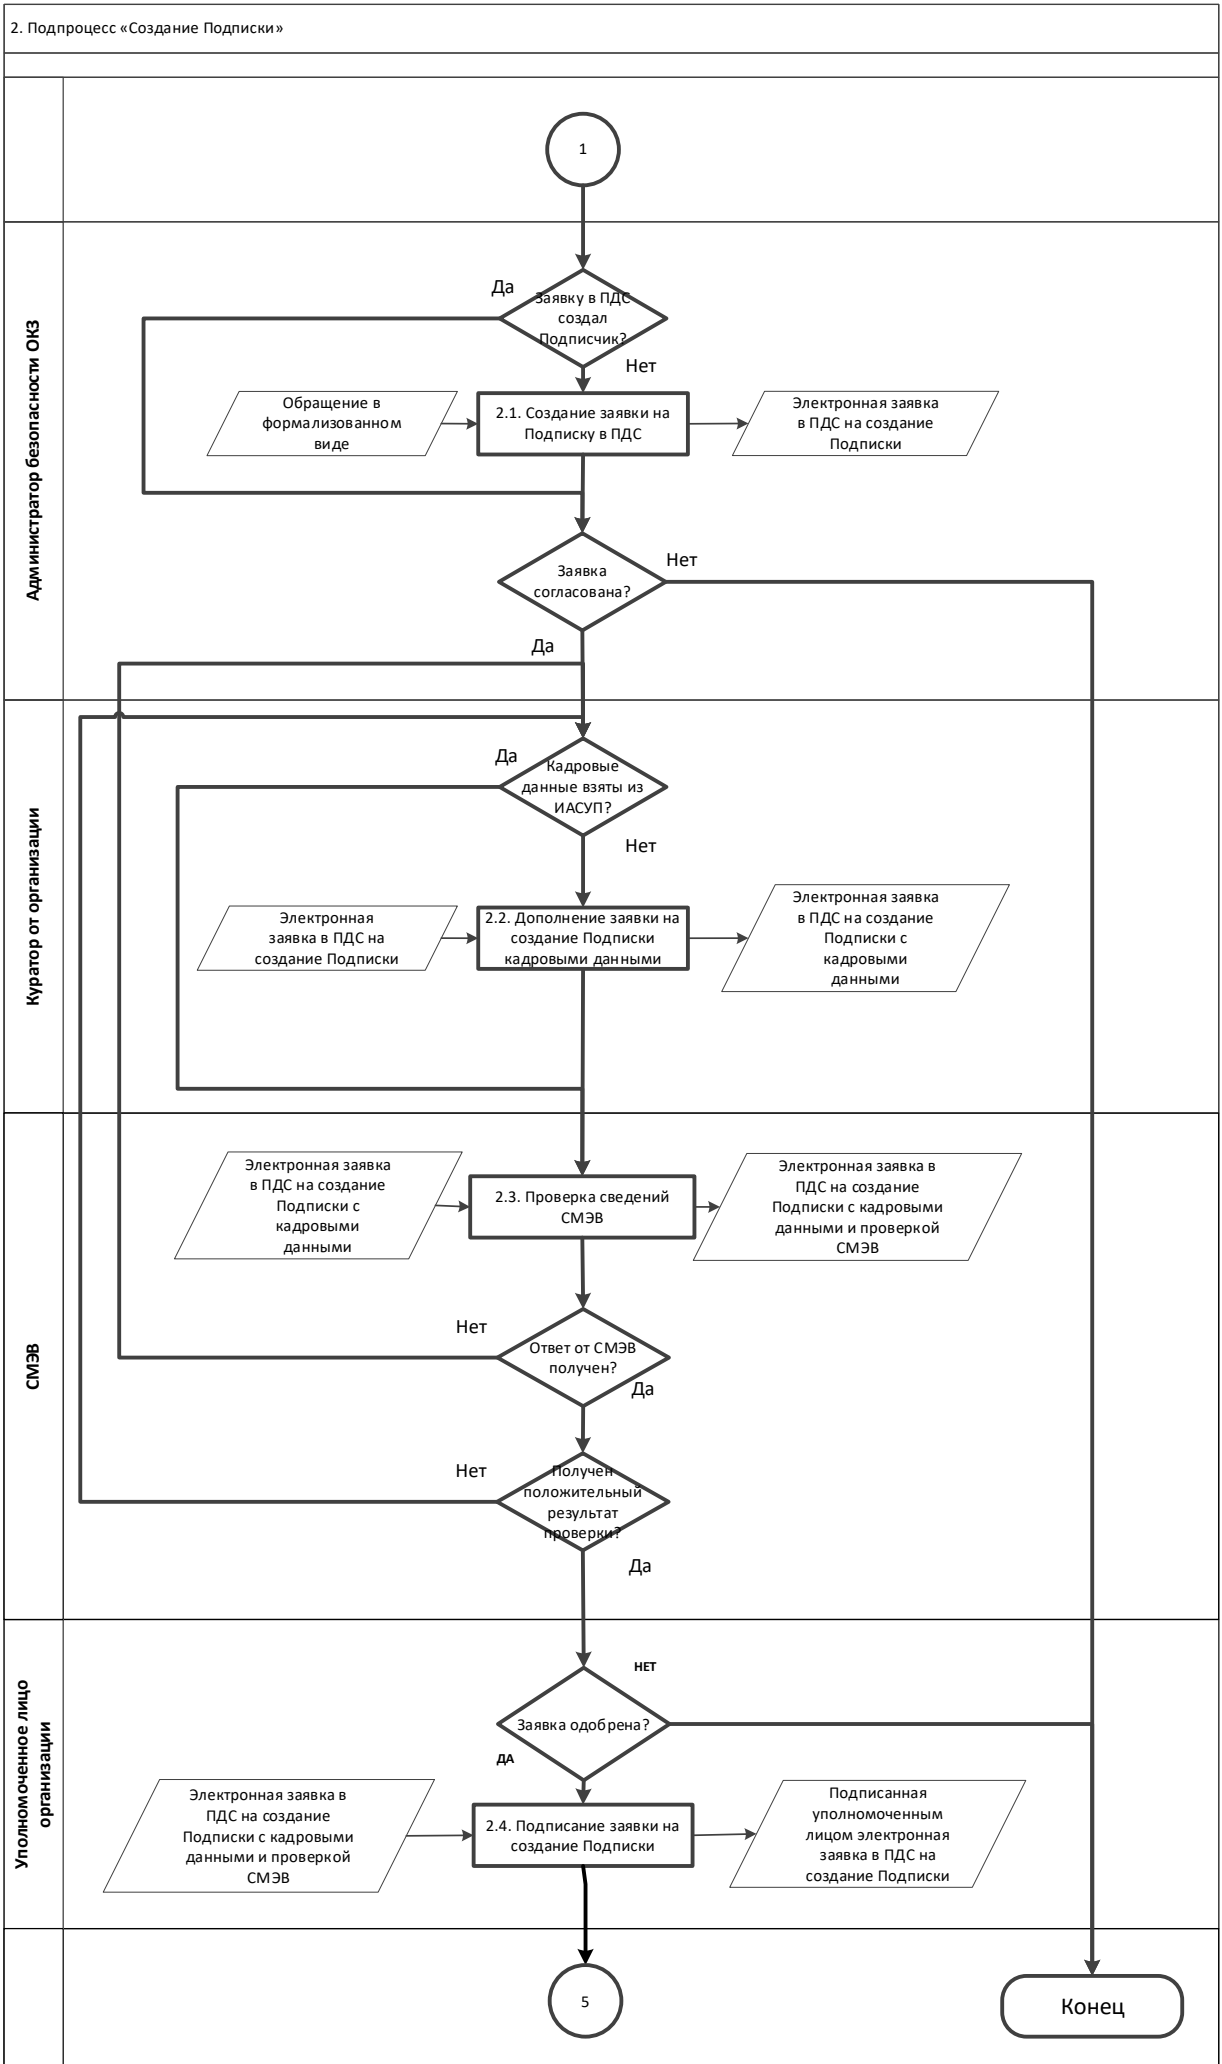 2. Подпроцесс «Создание Подписки»
1
Администратор безопасности ОКЗ
Да
Заявку в ПДС
создал
Подписчик?
Нет
Обращение в
формализованном
виде
2.1. Создание заявки на
Подписку в ПДС
Электронная заявка
в ПДС на создание
Подписки
Заявка
согласована?
Нет
Да
Куратор от организации
Да
Кадровые
данные взяты из
ИАСУП?
Нет
Электронная
заявка в ПДС на
создание Подписки
2.2. Дополнение заявки на
создание Подписки
кадровыми данными
Электронная заявка
в ПДС на создание
Подписки с
кадровыми
данными
СМЭВ
Электронная заявка
в ПДС на создание
Подписки с
кадровыми
данными
2.3. Проверка сведений
СМЭВ
Электронная заявка в
ПДС на создание
Подписки с кадровыми
данными и проверкой
СМЭВ
Нет
Ответ от СМЭВ
получен?
Да
Нет
Получен
положительный
результат
проверки?
Да
Уполномоченное лицо
организации
НЕТ
Заявка одобрена?
ДА
Электронная заявка в
ПДС на создание
Подписки с кадровыми
данными и проверкой
СМЭВ
2.4. Подписание заявки на
создание Подписки
Подписанная
уполномоченным
лицом электронная
заявка в ПДС на
создание Подписки
5
Конец